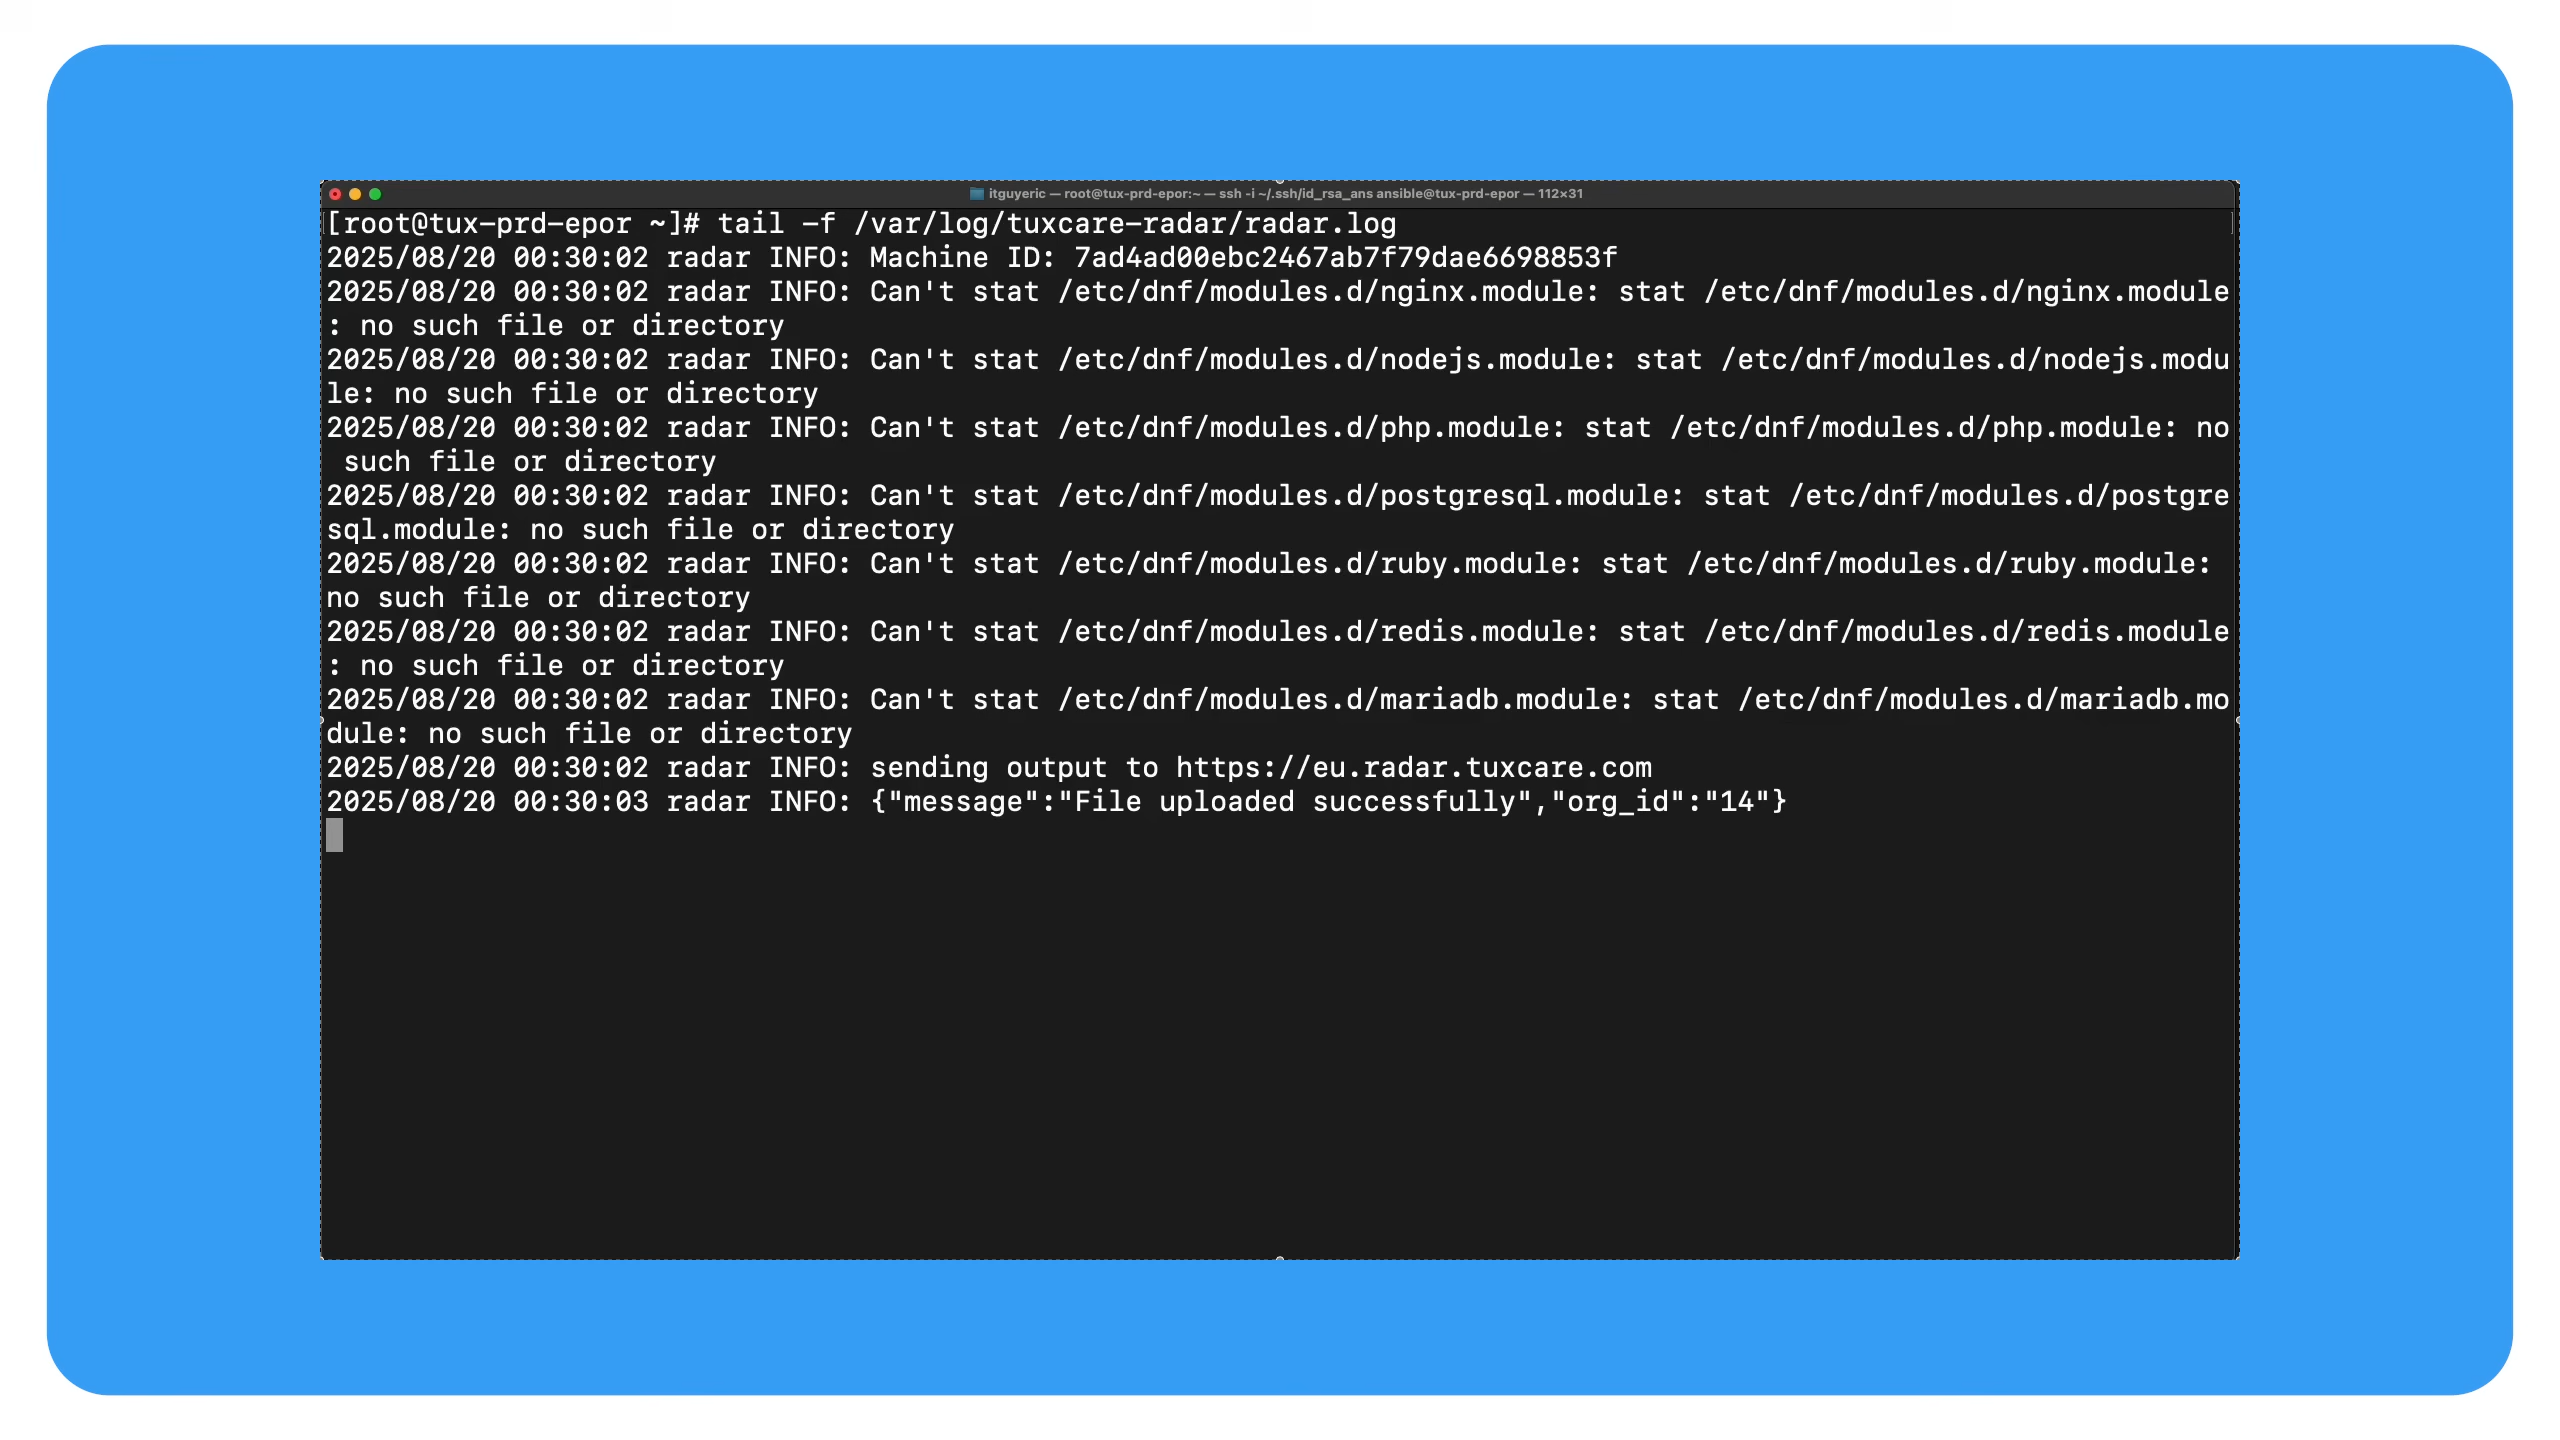 itguyeric — root@tux-prd-epor:~ — ssh -i ~/.ssh/id_rsa_ans ansible@tux-prd-epor — 112×31
[root@tux-prd-epor ~]# tail -f /var/log/tuxcare-radar/radar.log
2025/08/20 00:30:02 radar INFO: Machine ID: 7ad4ad00ebc2467ab7f79dae6698853f
2025/08/20 00:30:02 radar INFO: Can't stat /etc/dnf/modules.d/nginx.module: stat /etc/dnf/modules.d/nginx.module
: no such file or directory
2025/08/20 00:30:02 radar INFO: Can't stat /etc/dnf/modules.d/nodejs.module: stat /etc/dnf/modules.d/nodejs.modu
le: no such file or directory
2025/08/20 00:30:02 radar INFO: Can't stat /etc/dnf/modules.d/php.module: stat /etc/dnf/modules.d/php.module: no
 such file or directory
2025/08/20 00:30:02 radar INFO: Can't stat /etc/dnf/modules.d/postgresql.module: stat /etc/dnf/modules.d/postgre
sql.module: no such file or directory
2025/08/20 00:30:02 radar INFO: Can't stat /etc/dnf/modules.d/ruby.module: stat /etc/dnf/modules.d/ruby.module:
no such file or directory
2025/08/20 00:30:02 radar INFO: Can't stat /etc/dnf/modules.d/redis.module: stat /etc/dnf/modules.d/redis.module
: no such file or directory
2025/08/20 00:30:02 radar INFO: Can't stat /etc/dnf/modules.d/mariadb.module: stat /etc/dnf/modules.d/mariadb.mo
dule: no such file or directory
2025/08/20 00:30:02 radar INFO: sending output to https://eu.radar.tuxcare.com
2025/08/20 00:30:03 radar INFO: {"message":"File uploaded successfully","org_id":"14"}